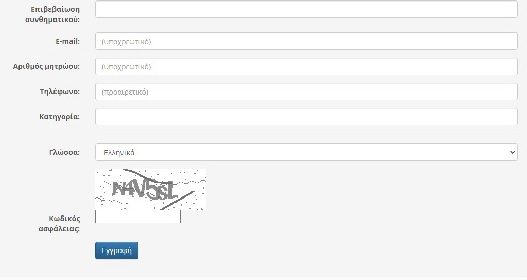 Επιβεβαίωση
συνθηματικού:
E-mail: (υποχρεωτικό)
Αριθμός μητρώου: (υποχρεωτικό)
Τηλέφωνο: (προαιρετικό)
Κατηγορία:
Γλώσσα: Ελληνικά
Κωδικός
ασφάλειας:
Εγγραφή